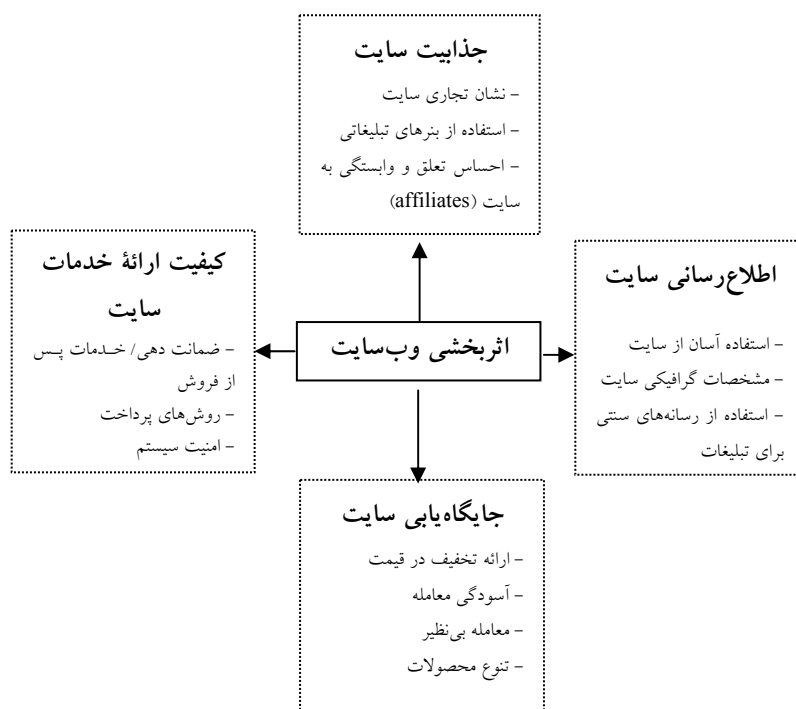 جذابیت سایت
– نشان تجاری سایت
– استفاده از بنرهای تبلیغاتی
– احساس تعلق و وابستگی به
سایت (affiliates)
اطلاع‌رسانی سایت
– استفاده آسان از سایت
– مشخصات گرافیکی سایت
– استفاده از رسانه‌های سنتی
برای تبلیغات
اثربخشی وب‌سایت
کیفیت ارائۀ خدمات
سایت
– ضمانت دهی/ خـدمات پـس
از فروش
– روش‌های پرداخت
– امنیت سیستم
جایگاه‌یابی سایت
– ارائه تخفیف در قیمت
– آسودگی معامله
– معامله بی‌نظیر
– تنوع محصولات